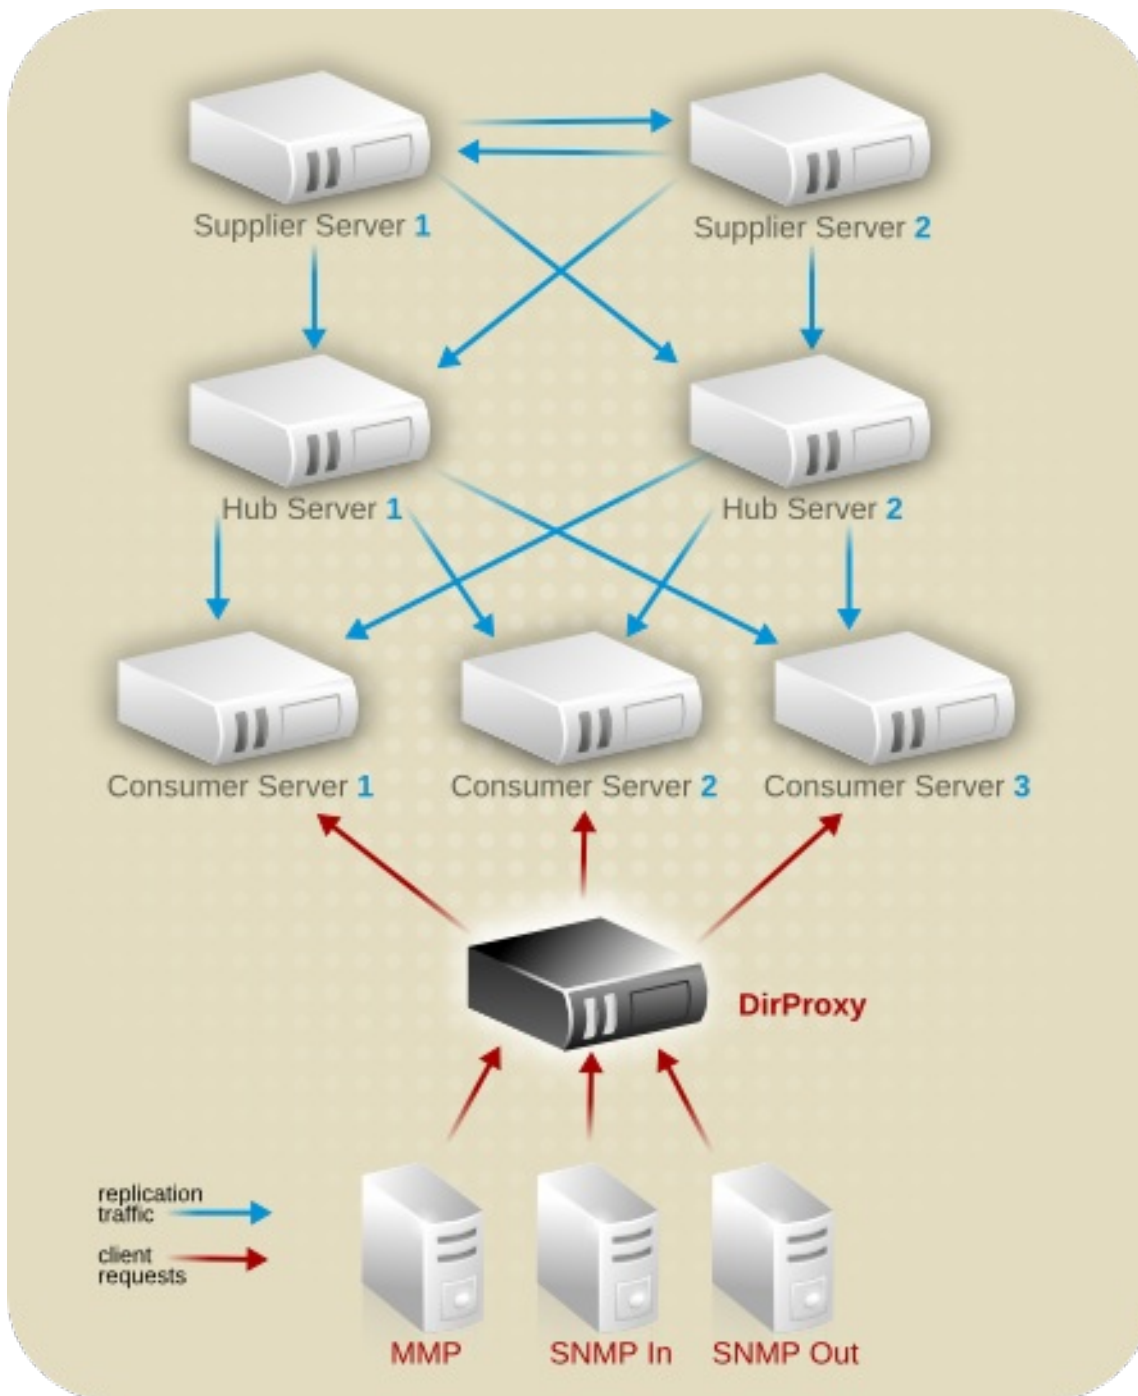 Supplier Server 1
Supplier Server 2
Hub Server 1
Hub Server 2
Consumer Server 1
Consumer Server 2
Consumer Server 3
DirProxy
replication
traffic
client
requests
MMP
SNMP In
SNMP Out